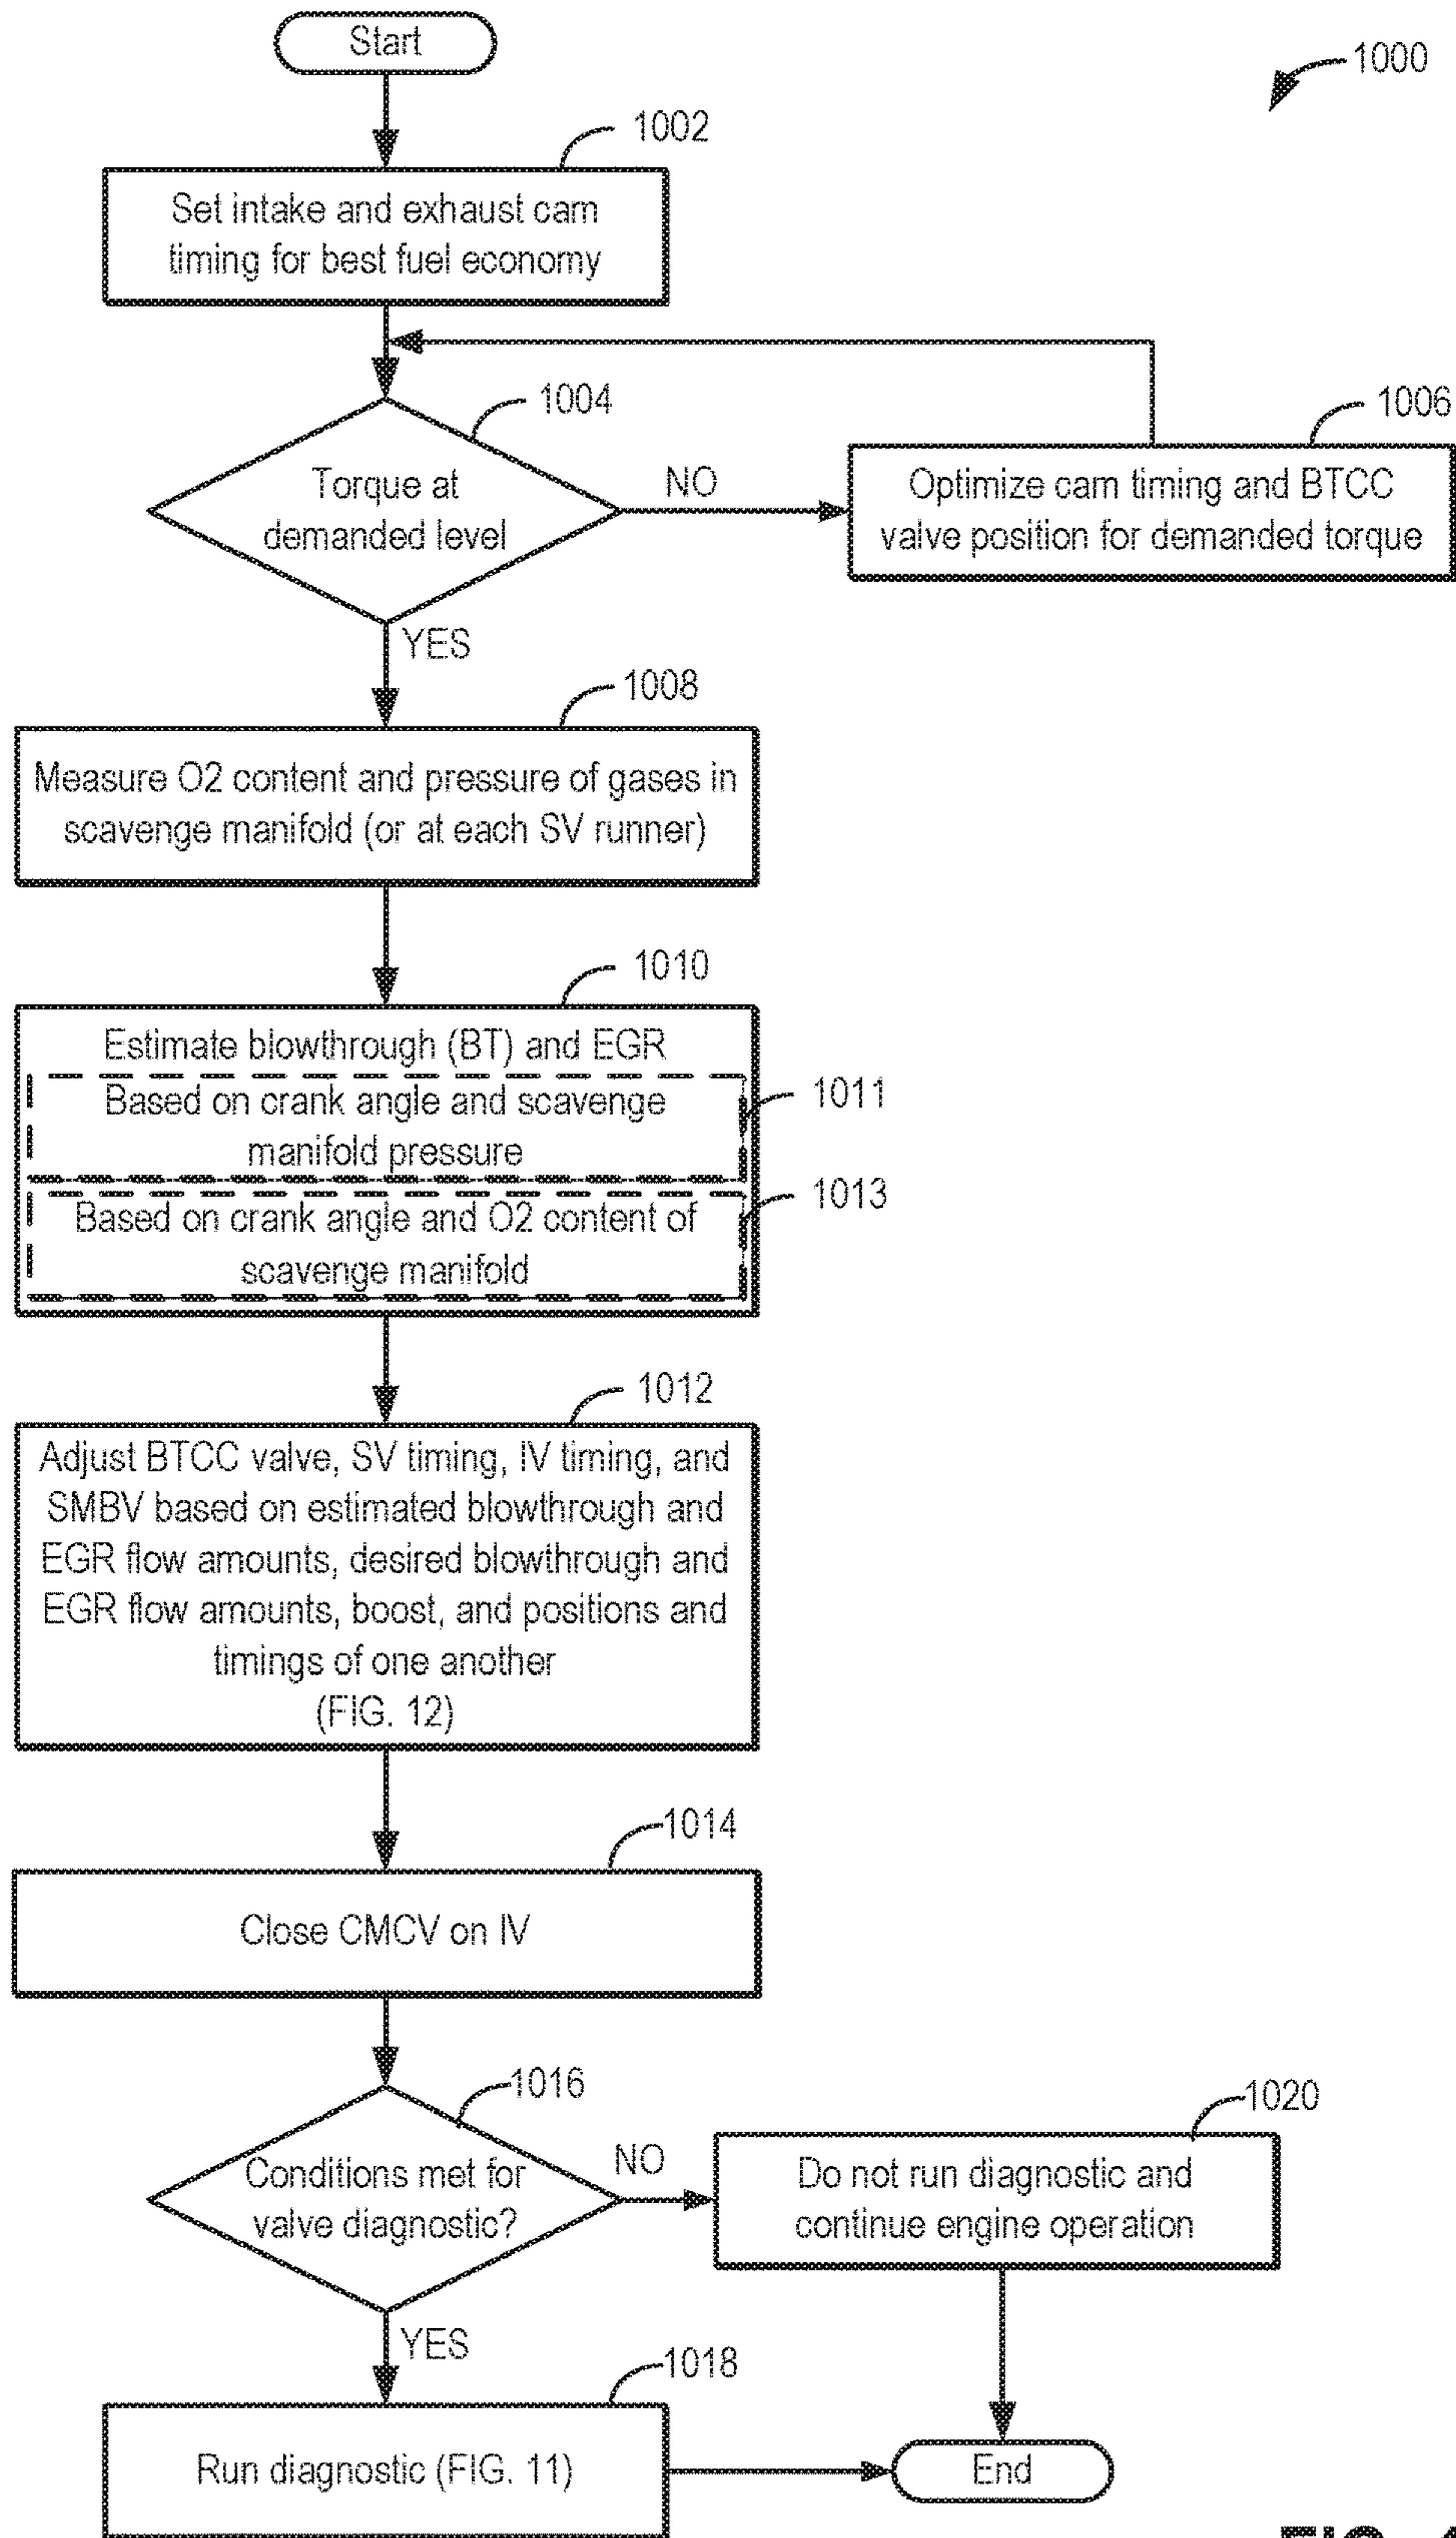 Start
1000
1002
Set intake and exhaust cam
timing for best fuel economy
1004
Torque at
demanded level
NO
1006
Optimize cam timing and BTCC
valve position for demanded torque
YES
1008
Measure O2 content and pressure of gases in
scavenge manifold (or at each SV runner)
1010
Estimate blowthrough (BT) and EGR
1011
Based on crank angle and scavenge
manifold pressure
1013
Based on crank angle and O2 content of
scavenge manifold
1012
Adjust BTCC valve, SV timing, IV timing, and
SMBV based on estimated blowthrough and
EGR flow amounts, desired blowthrough and
EGR flow amounts, boost, and positions and
timings of one another
(FIG. 12)
1014
Close CMCV on IV
1016
Conditions met for
valve diagnostic?
NO
1020
Do not run diagnostic and
continue engine operation
YES
1018
Run diagnostic (FIG. 11)
End